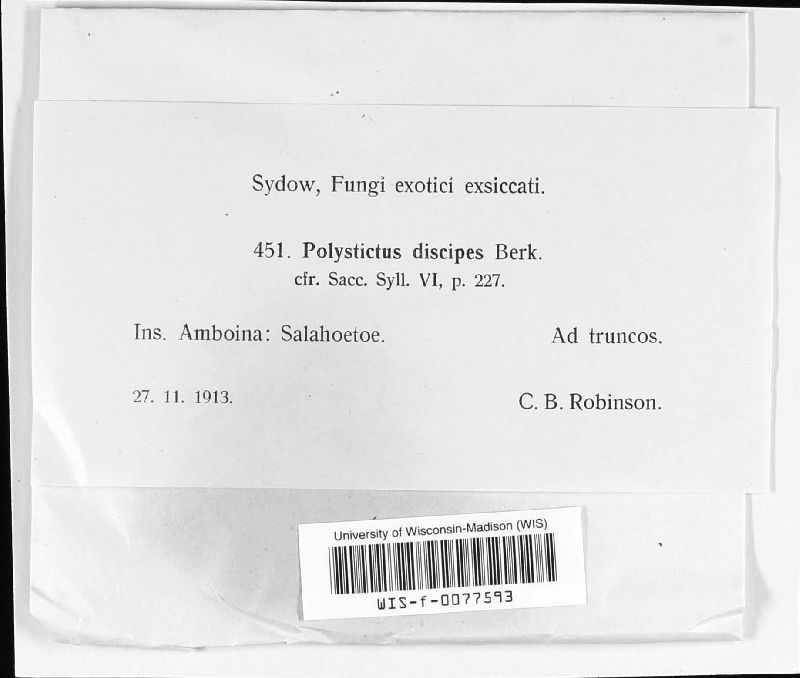 Sydow, Fungi exotici exsiccati.
451. Polystictus discipes Berk.
cfr. Sacc. Syll. VI, p. 227.
Ins. Amboina: Salahoetoe. Ad truncos.
27. 11. 1913. C. B. Robinson.
University of Wisconsin-Madison (WIS)
WIS-f-0077593